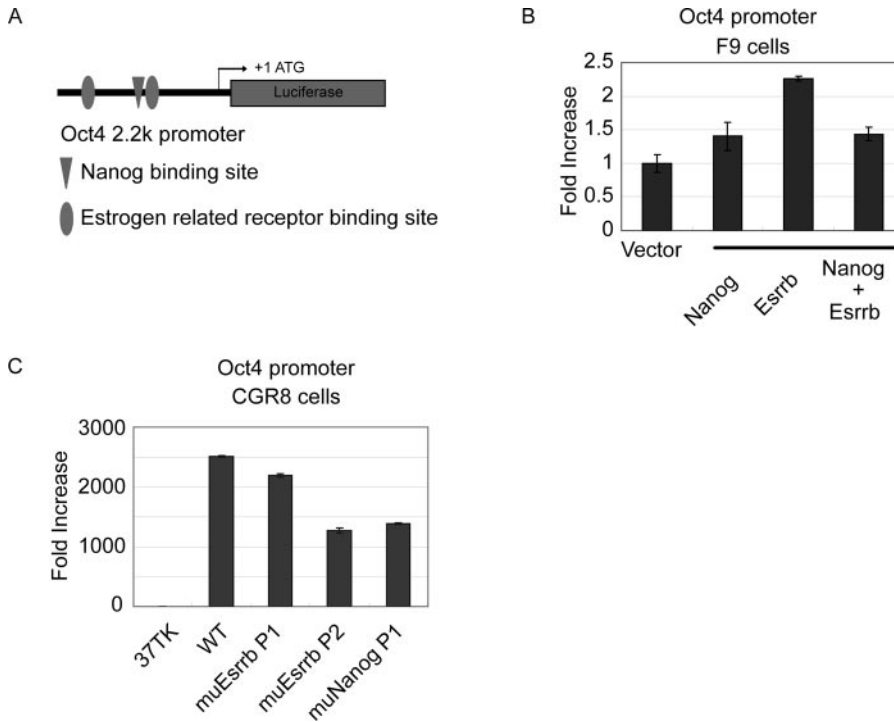 A
+1 ATG
Luciferase
Oct4 2.2k promoter
Nanog binding site
Estrogen related receptor binding site
B
Oct4 promoter
F9 cells
Fold Increase
2.5
2
1.5
1
0.5
0
Vector
Nanog
Esrrb
Nanog
+
Esrrb
C
Oct4 promoter
CGR8 cells
Fold Increase
3000
2000
1000
0
37TK
WT
muEsrrb P1
muEsrrb P2
muNanog P1